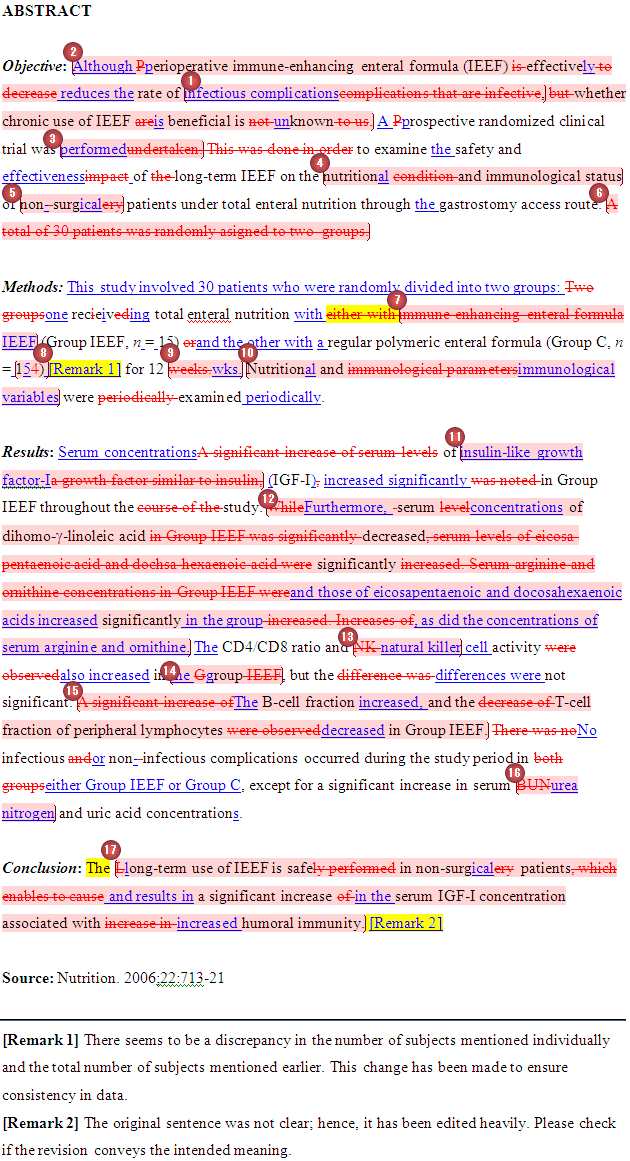 ABSTRACT
2
Objective: Although Pperioperative immune-enhancing enteral formula (IEEF) is effectively to
1
decrease reduces the rate of infectious complicationscomplications that are infective, but whether
chronic use of IEEF areis beneficial is not unknown to us. A Pprospective randomized clinical
3
trial was performedundertaken. This was done in order to examine the safety and
4
effectivenessimpact of the long-term IEEF on the nutritional condition and immunological status
5 6
of non--surgicalery patients under total enteral nutrition through the gastrostomy access route. A
total of 30 patients was randomly asigned to two groups.
Methods: This study involved 30 patients who were randomly divided into two groups: Two
7
groupsone recieiveding total enteral nutrition with either with immune enhancing enteral formula
IEEF (Group IEEF, n = 15) orand the other with a regular polymeric enteral formula (Group C, n
8 9 10
= 154) [Remark 1] for 12 weeks.wks. Nutritional and immunological parametersimmunological
variables were periodically examined periodically.
11
Results: Serum concentrationsA significant increase of serum levels of insulin-like growth
factor-Ia growth factor similar to insulin, (IGF-I), increased significantly was noted in Group
12
IEEF throughout the course of the study. WhileFurthermore, -serum levelconcentrations of
dihomo-γ-linoleic acid in Group IEEF was significantly decreased, serum levels of eicosa
pentaenoic acid and dochsa hexaenoic acid were significantly increased. Serum arginine and
ornithine concentrations in Group IEEF wereand those of eicosapentaenoic and docosahexaenoic
acids increased significantly in the group increased. Increases of, as did the concentrations of
13
serum arginine and ornithine. The CD4/CD8 ratio and NK natural killer cell activity were
14
observedalso increased in the Ggroup IEEF, but the difference was differences were not
15
significant. A significant increase ofThe B-cell fraction increased, and the decrease of T-cell
fraction of peripheral lymphocytes were observeddecreased in Group IEEF. There was noNo
infectious andor non--infectious complications occurred during the study period in both
16
groupseither Group IEEF or Group C, except for a significant increase in serum BUNurea
nitrogen and uric acid concentrations.
17
Conclusion: The Llong-term use of IEEF is safely performed in non-surgicalery patients, which
enables to cause and results in a significant increase of in the serum IGF-I concentration
associated with increase in increased humoral immunity. [Remark 2]
Source: Nutrition. 2006;22:713-21
[Remark 1] There seems to be a discrepancy in the number of subjects mentioned individually
and the total number of subjects mentioned earlier. This change has been made to ensure
consistency in data.
[Remark 2] The original sentence was not clear; hence, it has been edited heavily. Please check
if the revision conveys the intended meaning.